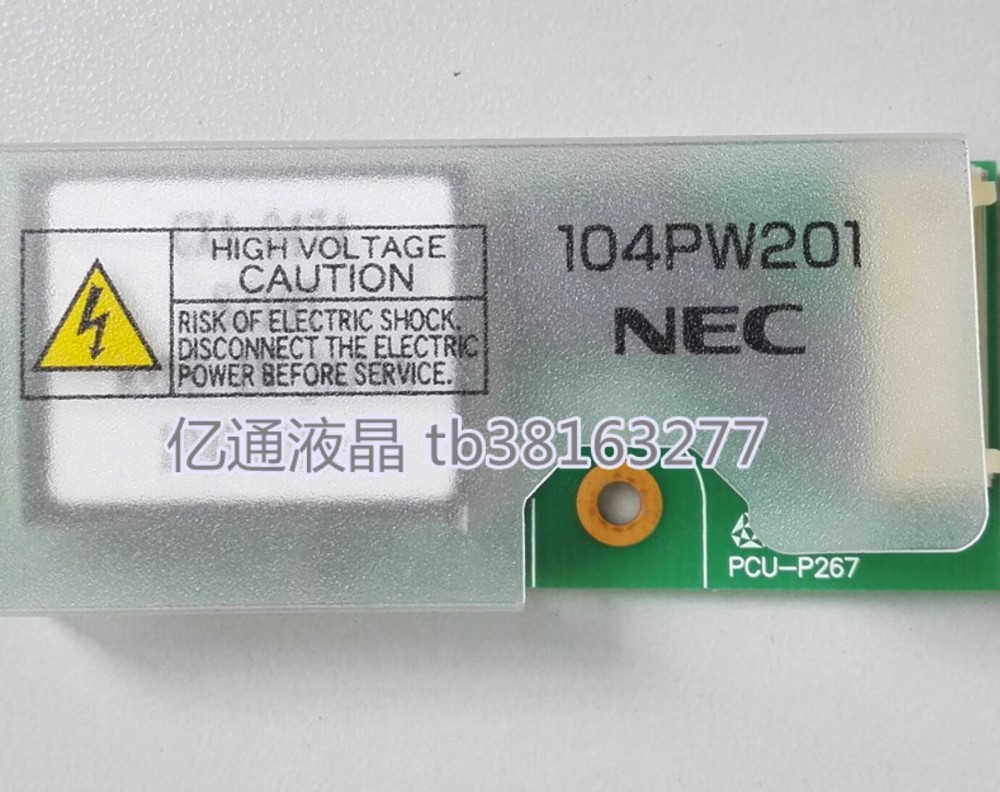 HIGH VOLTAGE
CAUTION
RISK OF ELECTRIC SHOCK.
DISCONNECT THE ELECTRIC
POWER BEFORE SERVICE.
104PW201
NEC
亿通液晶 tb38163277
PCU-P267